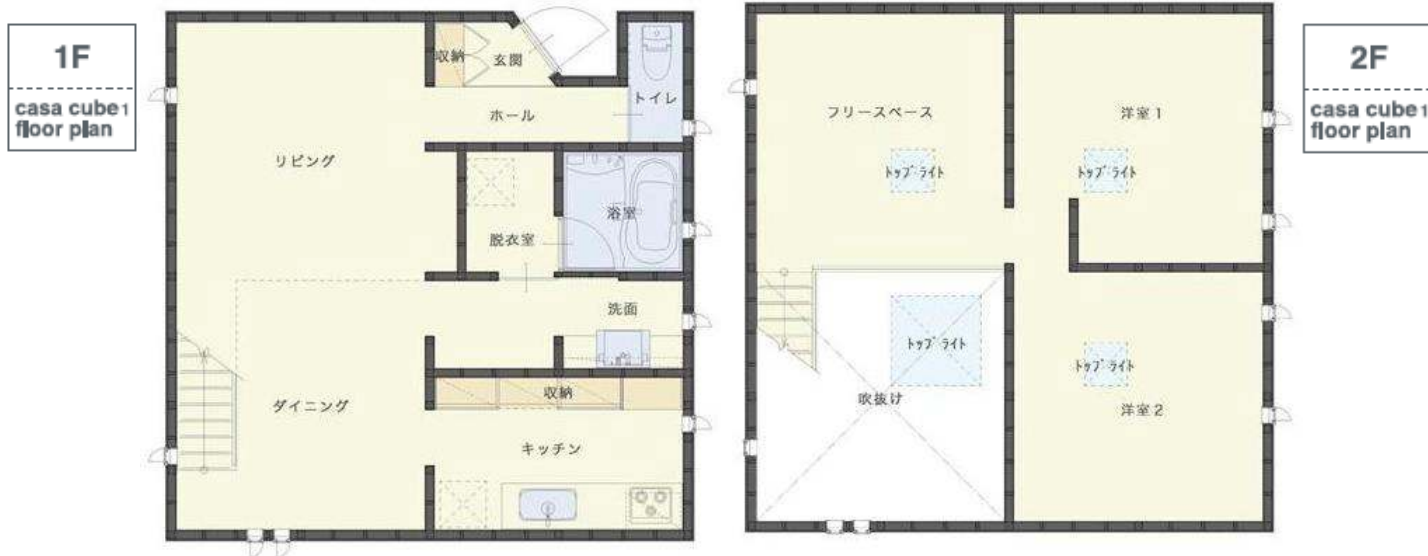 1F
casa cube1
floor plan
収納
玄関
トイレ
ホール
リビング
浴室
脱衣室
洗面
収納
ダイニング
キッチン
2F
casa cube1
floor plan
フリースペース
洋室1
トップライト
トップライト
トップライト
トップライト
吹抜け
洋室2